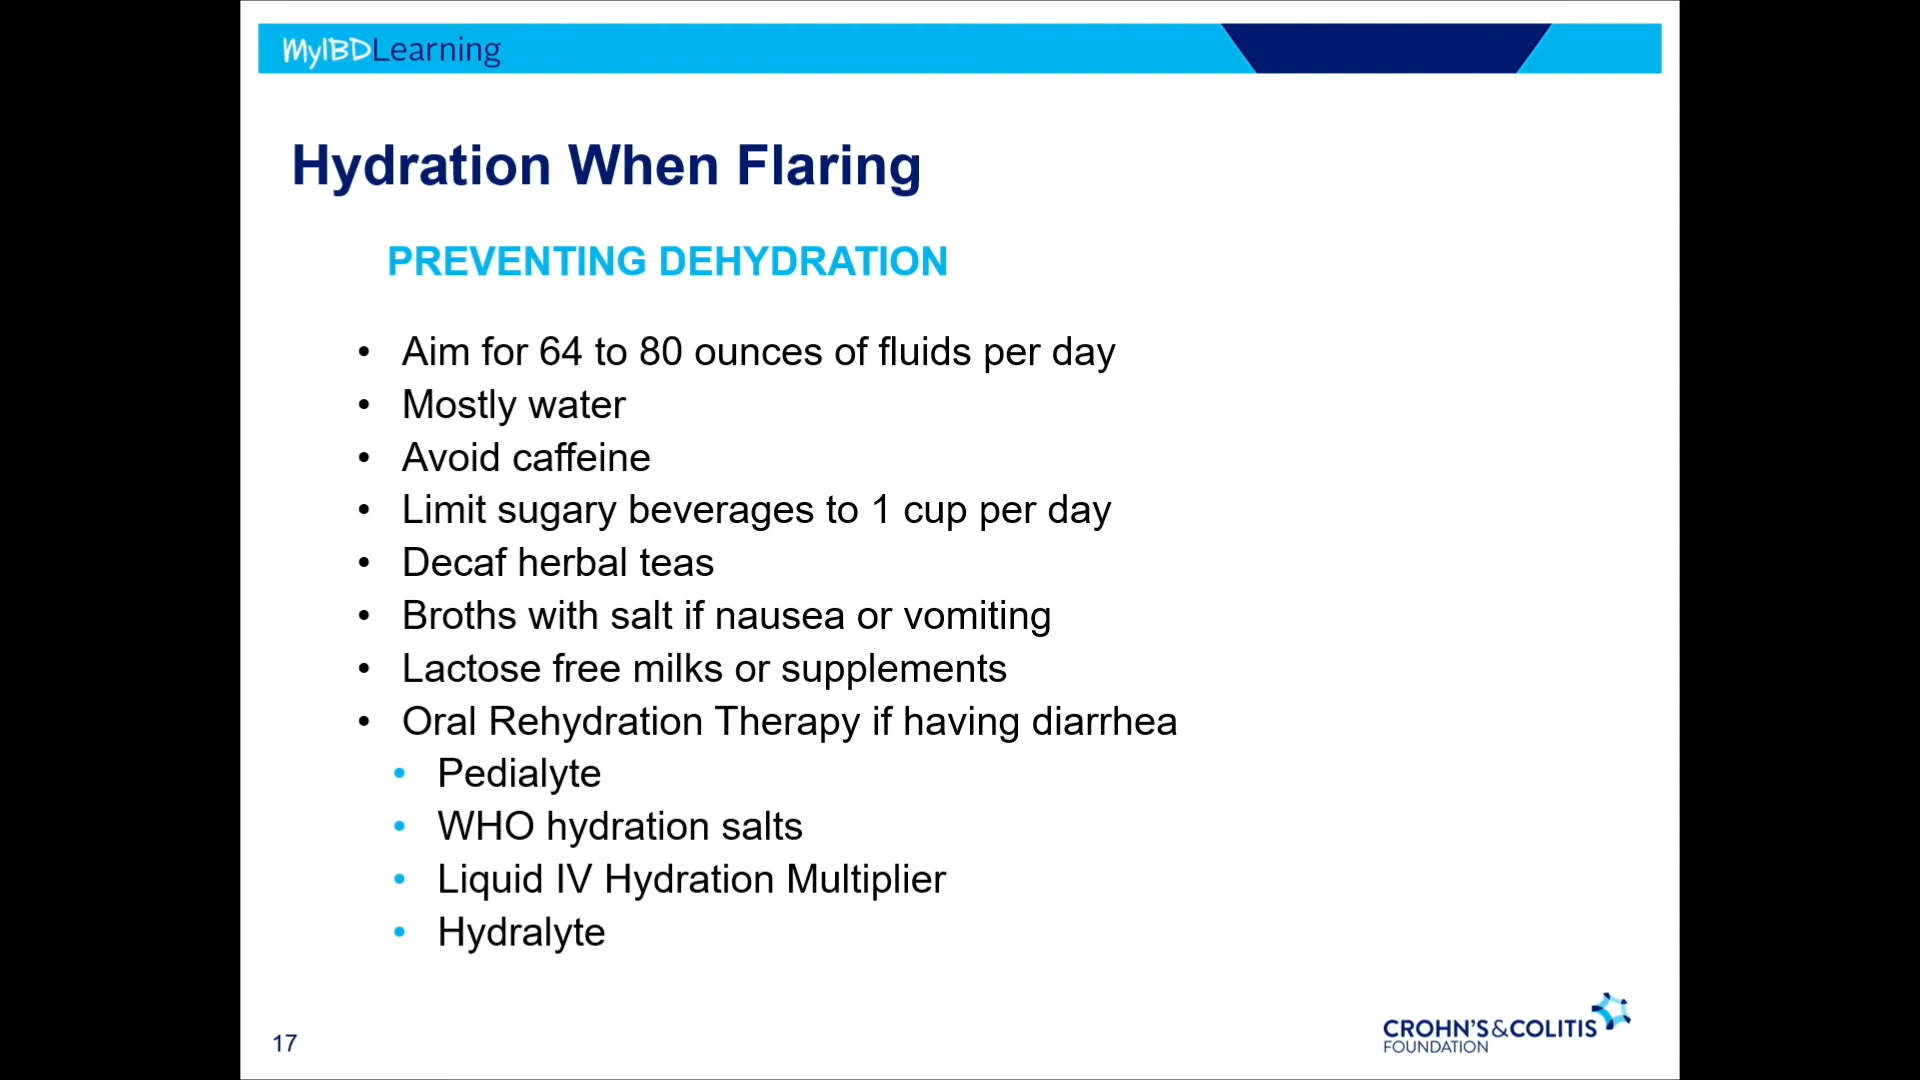 MyIBDLearning
Hydration When Flaring
PREVENTING DEHYDRATION
• Aim for 64 to 80 ounces of fluids per day
• Mostly water
• Avoid caffeine
• Limit sugary beverages to 1 cup per day
• Decaf herbal teas
• Broths with salt if nausea or vomiting
• Lactose free milks or supplements
• Oral Rehydration Therapy if having diarrhea
• Pedialyte
• WHO hydration salts
• Liquid IV Hydration Multiplier
• Hydralyte
17
CROHN'S&COLITIS
FOUNDATION